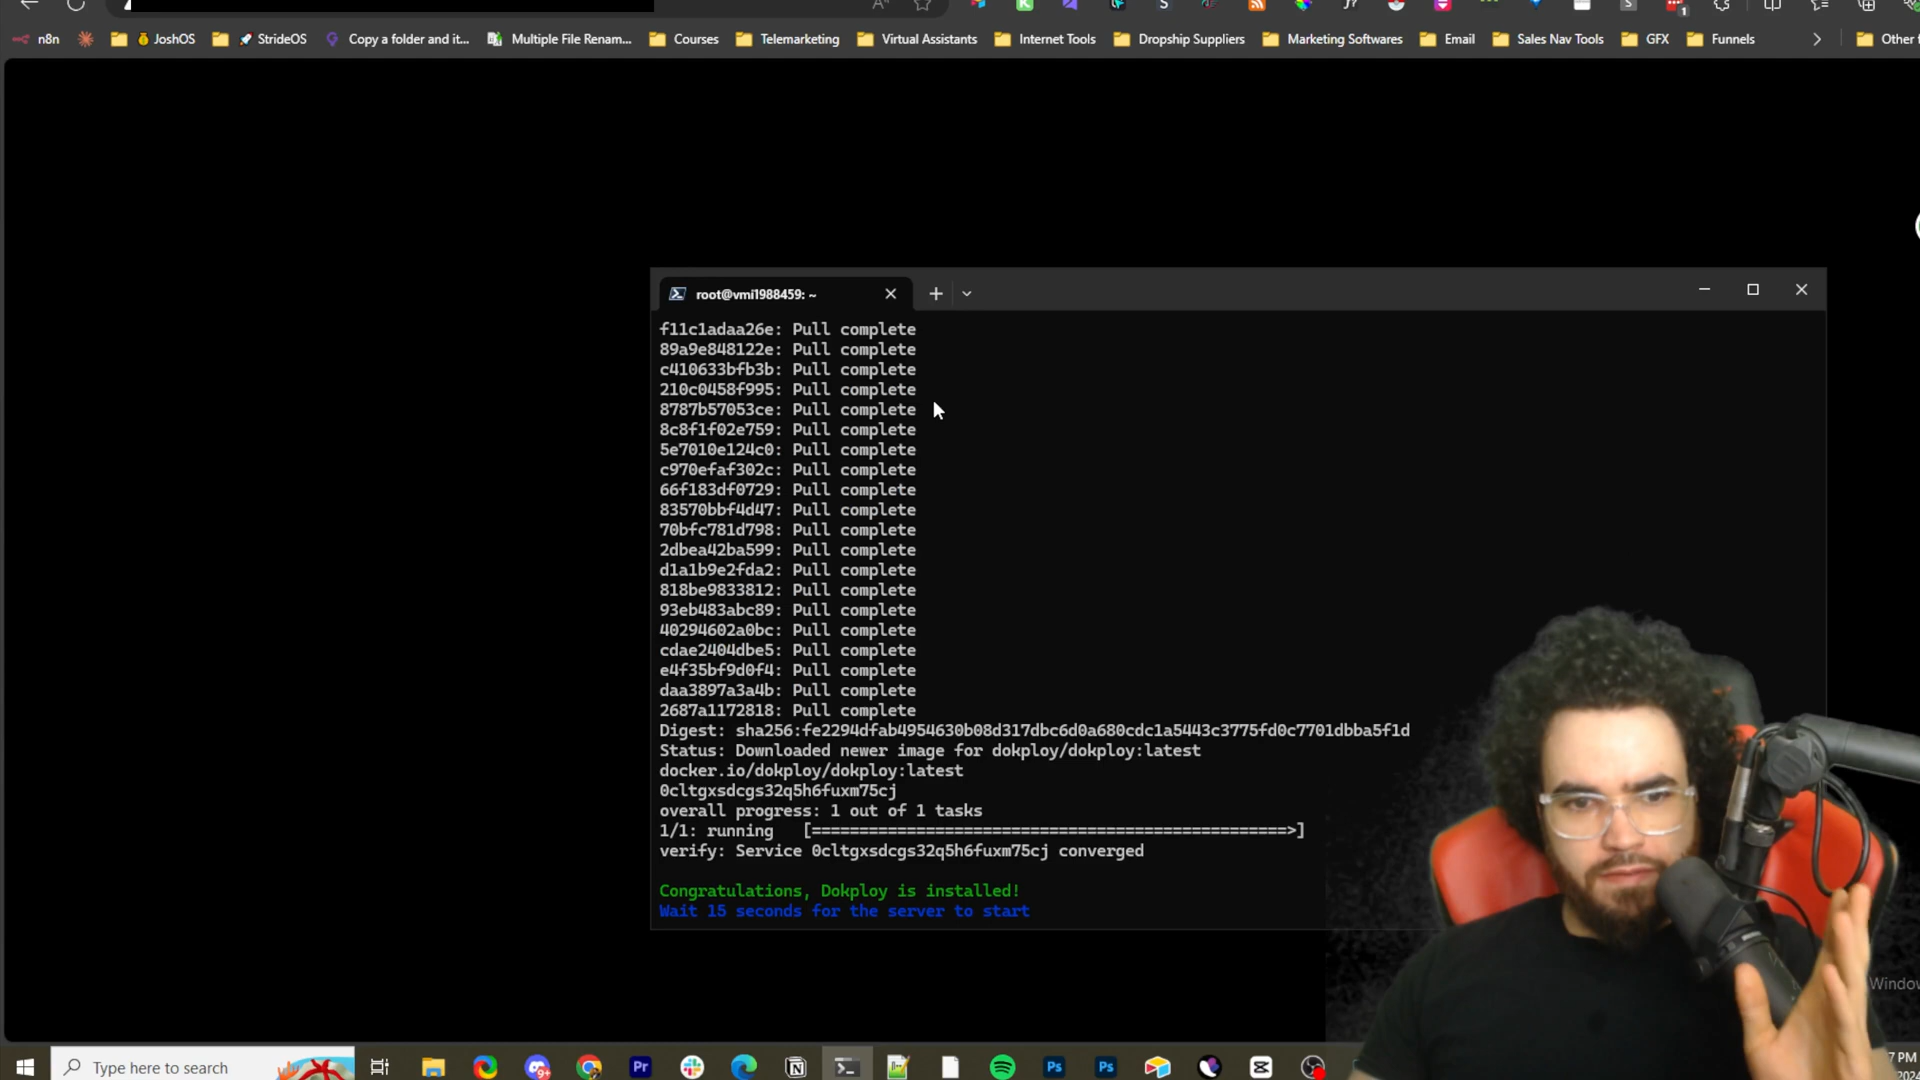 n8n
JoshOS
StrideOS
Copy a folder and it...
Multiple File Renam...
Courses
Telemarketing
Virtual Assistants
Internet Tools
Dropship Suppliers
Marketing Softwares
Email
Sales Nav Tools
GFX
Funnels
Other f
root@vmi1988459: ~
f11c1adaa26e: Pull complete
89a9e848122e: Pull complete
c410633bfb3b: Pull complete
210c0458f995: Pull complete
8787b57053ce: Pull complete
8c8f1f02e759: Pull complete
5e7010e124c0: Pull complete
c970efaf302c: Pull complete
66f183df0729: Pull complete
83570bbf4d47: Pull complete
70bfc781d798: Pull complete
2dbea42ba599: Pull complete
d1a1b9e2fda2: Pull complete
818be9833812: Pull complete
93eb483abc89: Pull complete
40294602a0bc: Pull complete
cdae2404dbe5: Pull complete
e4f35bf9d0f4: Pull complete
daa3897a3a4b: Pull complete
2687a1172818: Pull complete
Digest: sha256:fe2294dfab4954630b08d317dbc6d0a680cdc1a5443c3775fd0c7701dbba5f1d
Status: Downloaded newer image for dokploy/dokploy:latest
docker.io/dokploy/dokploy:latest
0cltgxsdcgs32q5h6fuxm75cj
overall progress: 1 out of 1 tasks
1/1: running [==================================================>]
verify: Service 0cltgxsdcgs32q5h6fuxm75cj converged
Congratulations, Dokploy is installed!
Wait 15 seconds for the server to start
Window
Type here to search
Pr
Ps
Ps
7 PM